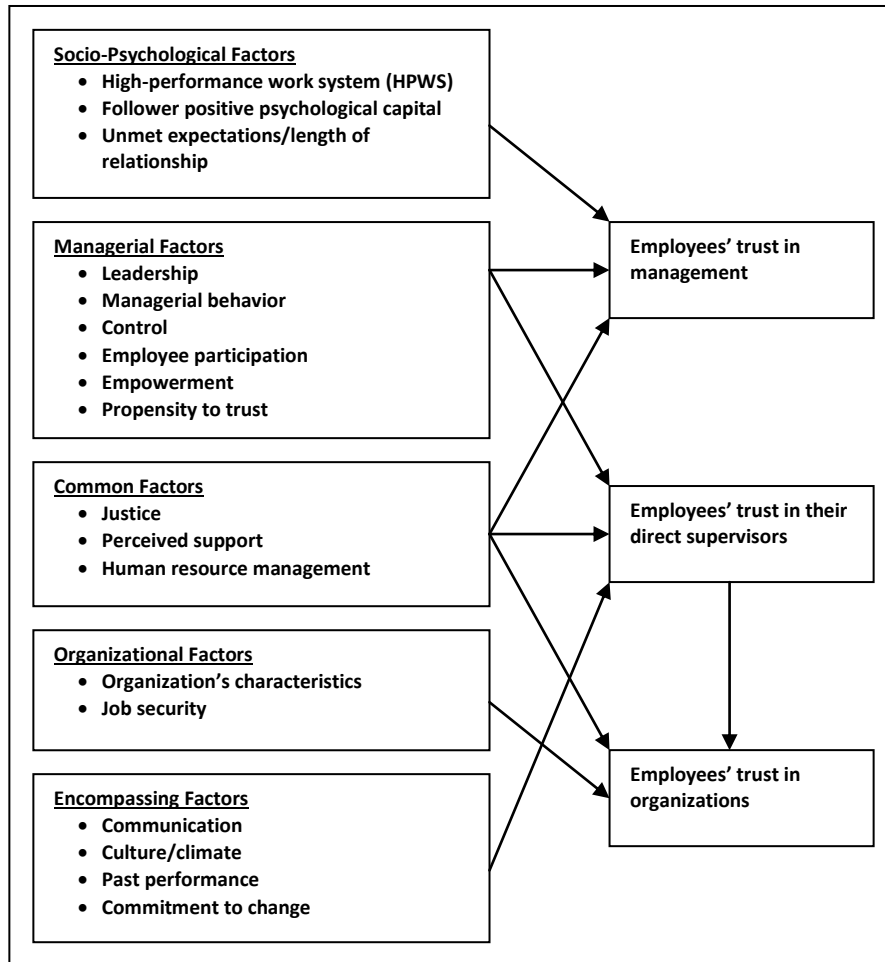 Socio-Psychological Factors
• High-performance work system (HPWS)
• Follower positive psychological capital
• Unmet expectations/length of
relationship
Managerial Factors
• Leadership
• Managerial behavior
• Control
• Employee participation
• Empowerment
• Propensity to trust
Common Factors
• Justice
• Perceived support
• Human resource management
Organizational Factors
• Organization's characteristics
• Job security
Encompassing Factors
• Communication
• Culture/climate
• Past performance
• Commitment to change
Employees' trust in
management
Employees' trust in their
direct supervisors
Employees' trust in
organizations